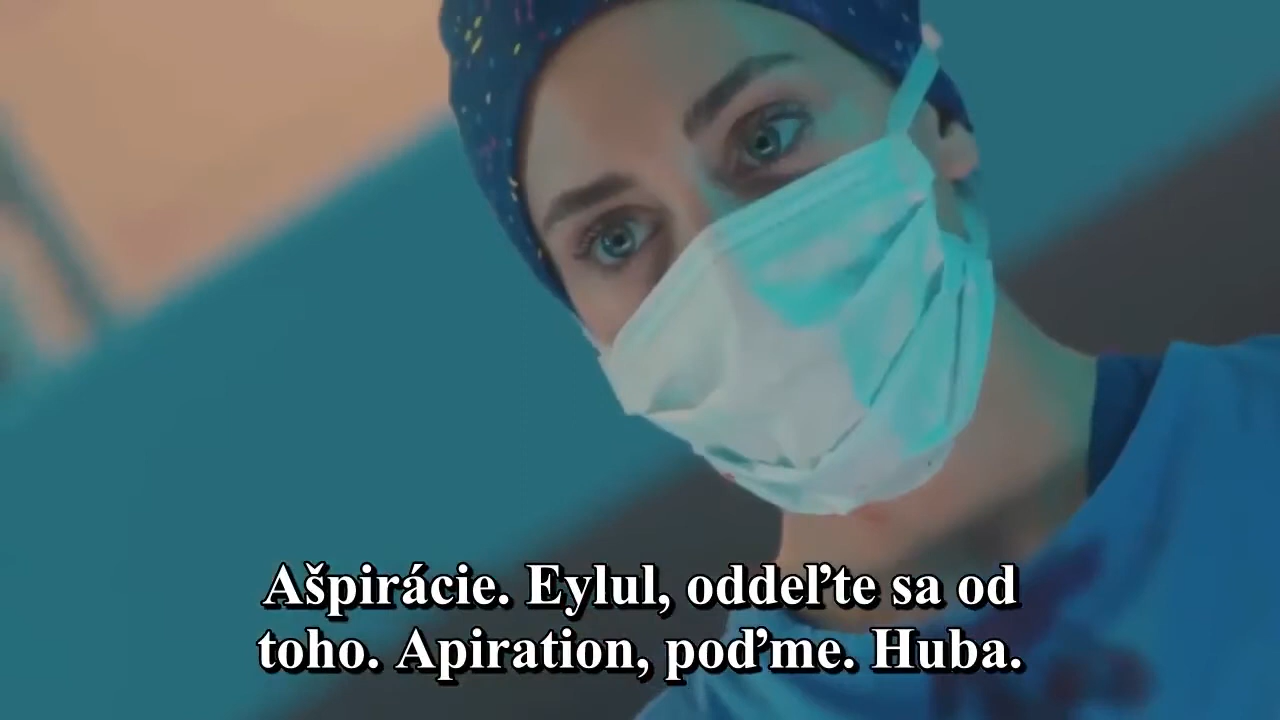 Ašpirácie. Eylul, oddeľte sa od
toho. Apiration, poďme. Huba.